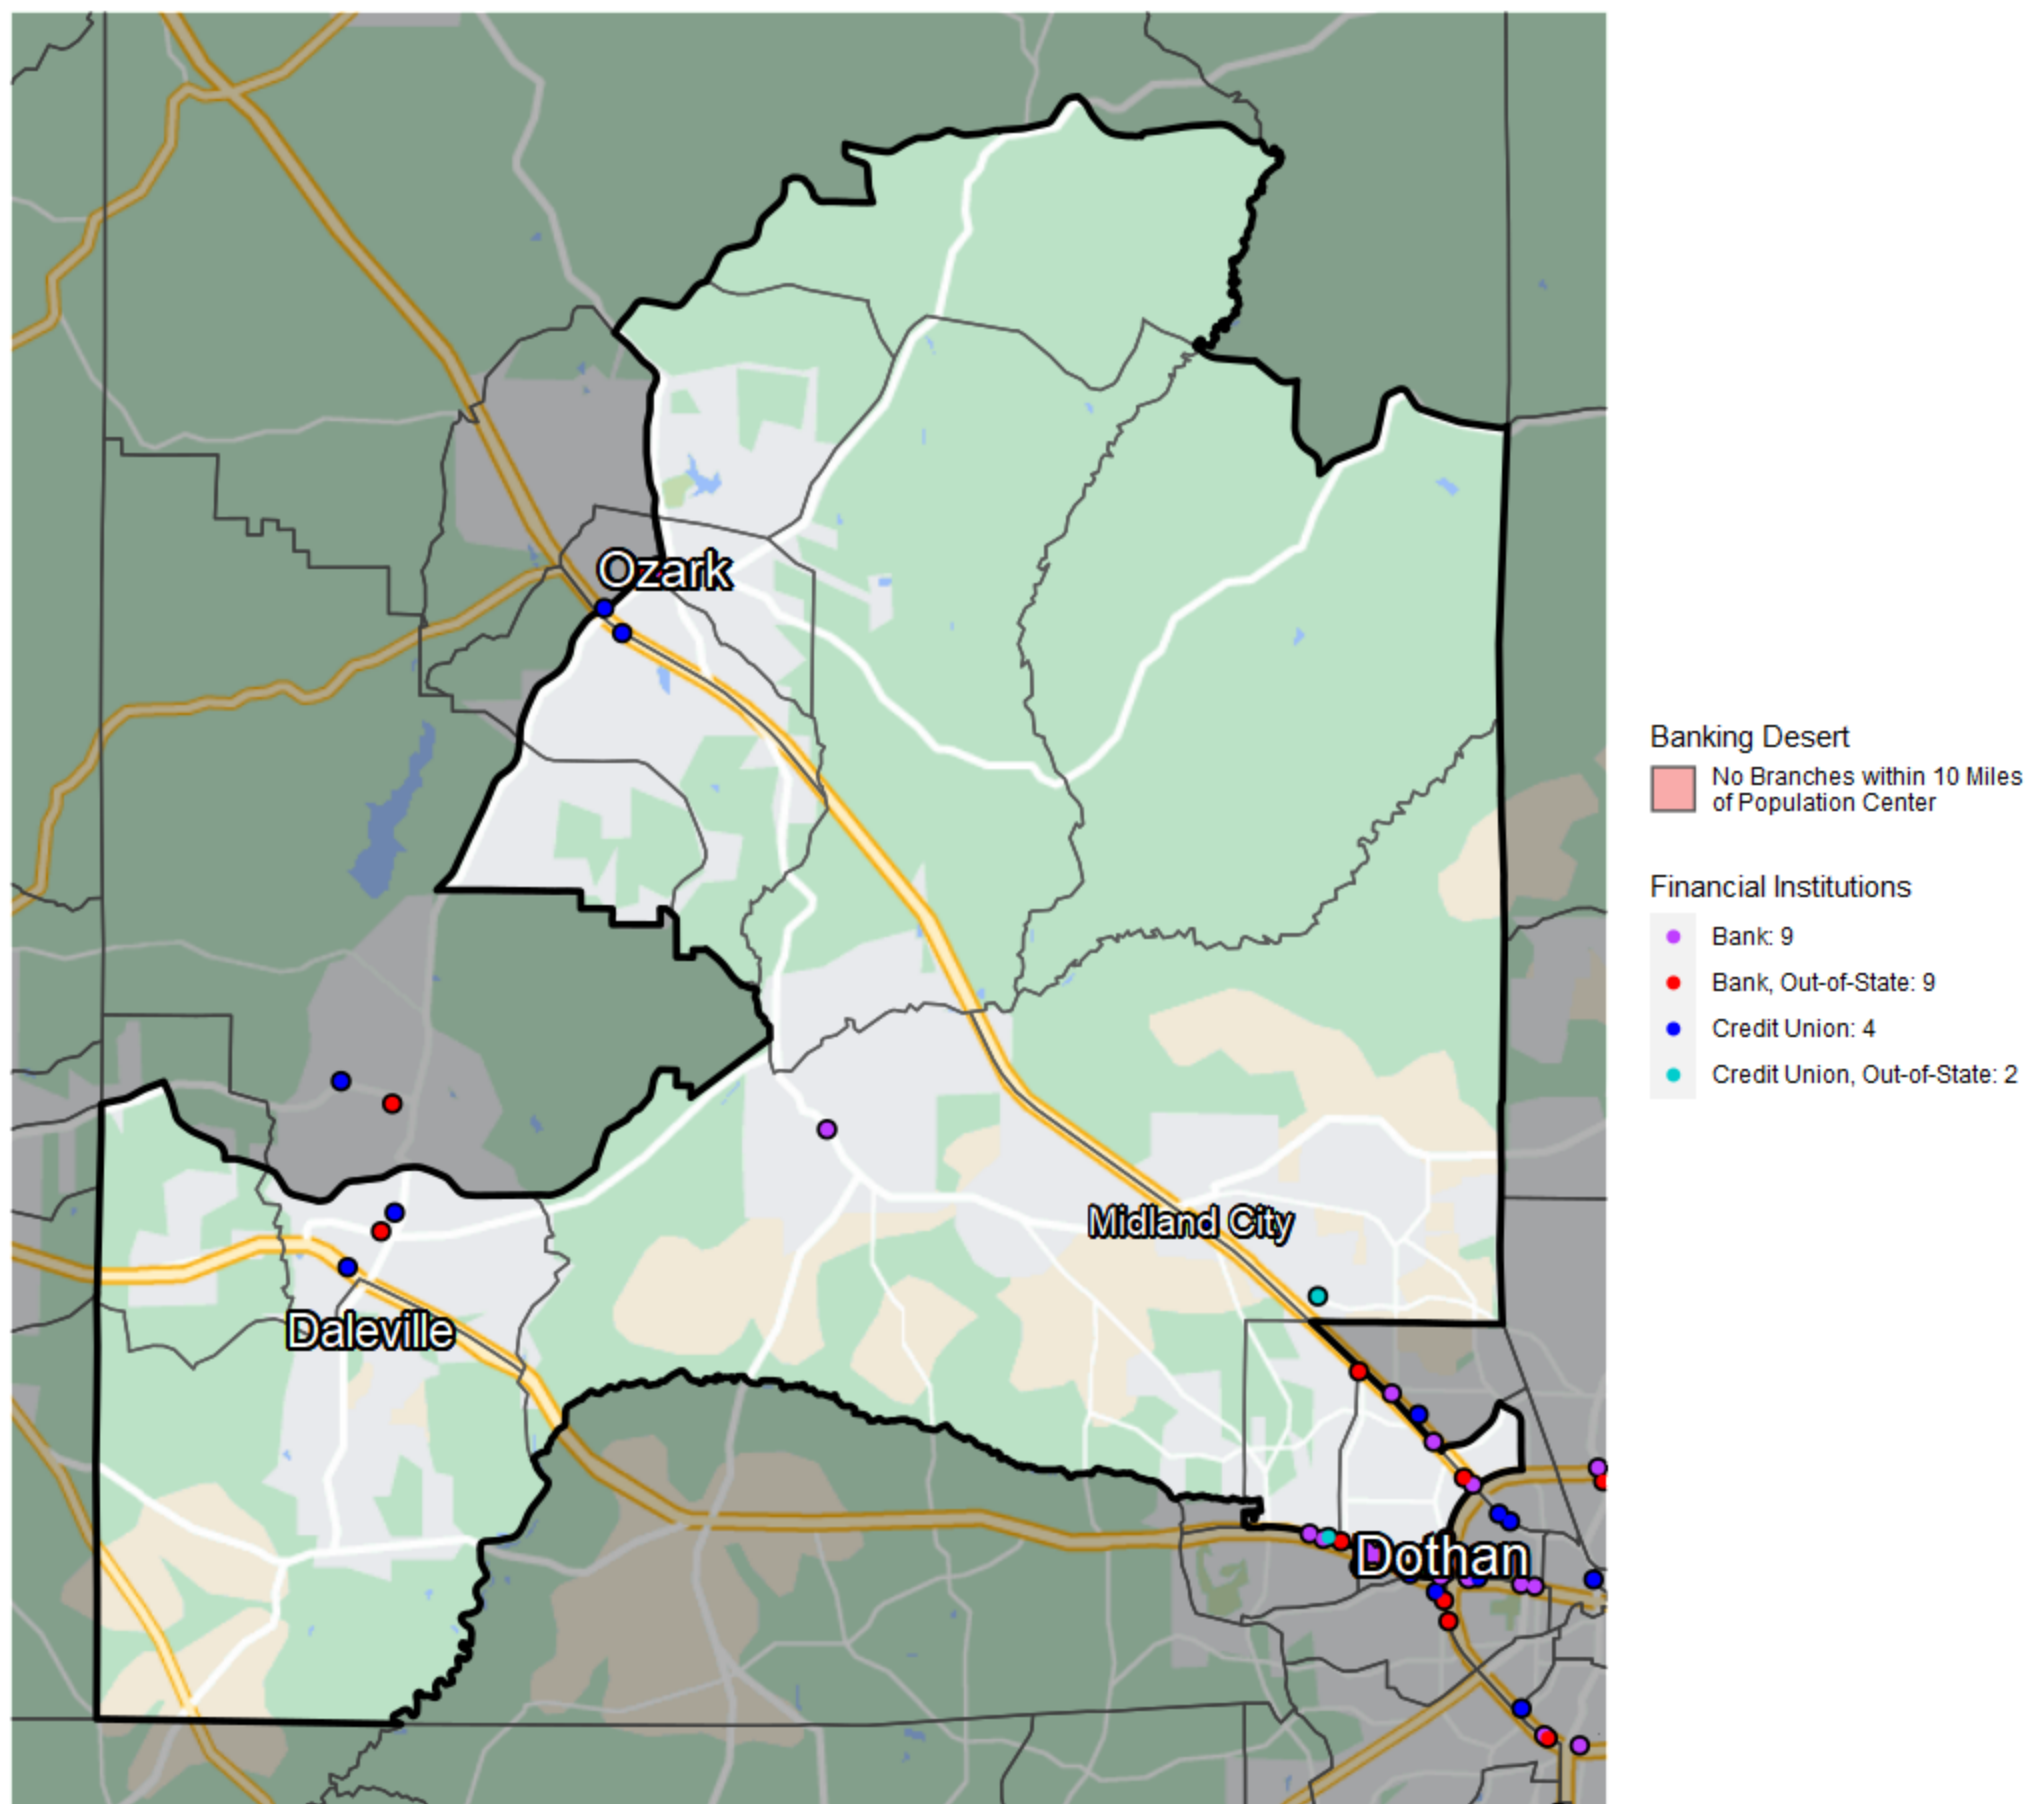 Ozark
Midland City
Daleville
Dothan
Banking Desert
No Branches within 10 Miles
of Population Center
Financial Institutions
Bank: 9
Bank, Out-of-State: 9
Credit Union: 4
Credit Union, Out-of-State: 2